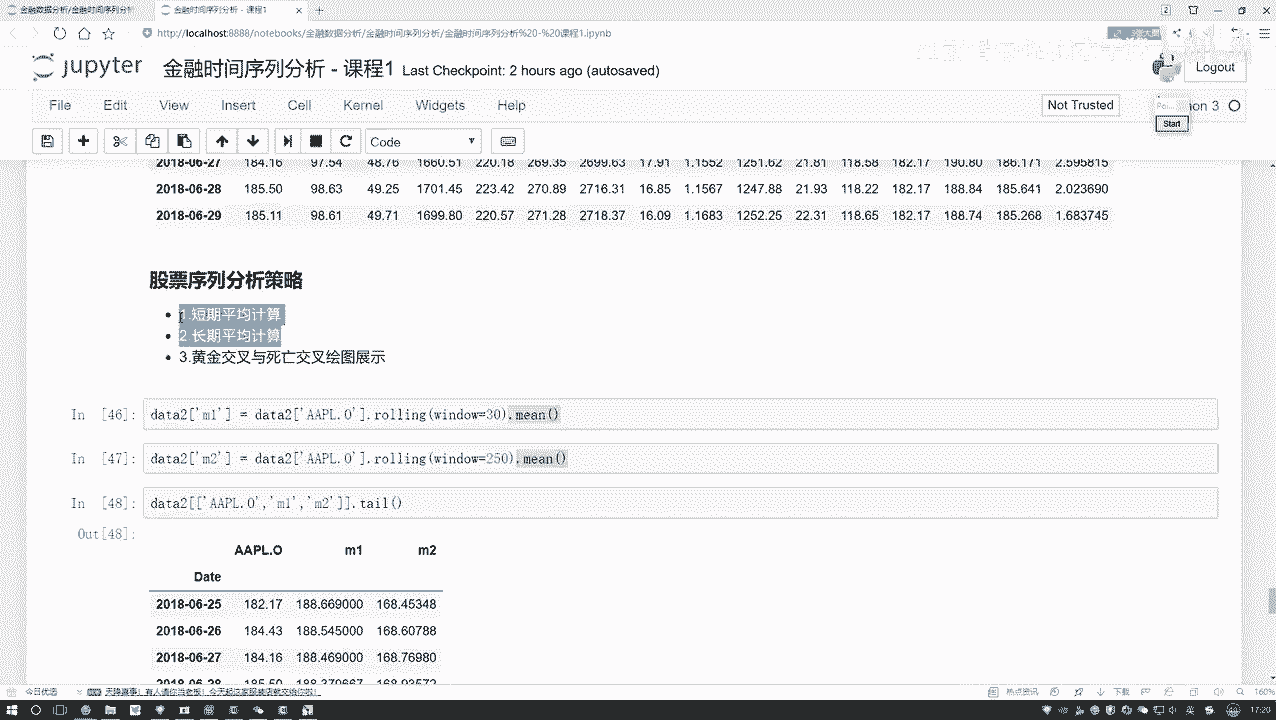 金融数据分析/金融时间序列分析
金融时间序列分析 - 课程1
http://localhost:8888/notebooks/金融数据分析/金融时间序列分析/金融时间序列分析%20-%20课程1.ipynb
jupyter 金融时间序列分析 - 课程1 Last Checkpoint: 2 hours ago (autosaved)
Logout
File Edit View Insert Cell Kernel Widgets Help
Not Trusted
Start
Code
2018-06-27 184.16 97.54 48.76 1660.51 220.18 269.35 2699.63 17.91 1.1552 1251.62 21.81 118.58 182.17 190.80 186.171 2.595815
2018-06-28 185.50 98.63 49.25 1701.45 223.42 270.89 2716.31 16.85 1.1567 1247.88 21.93 118.22 182.17 188.84 185.641 2.023690
2018-06-29 185.11 98.61 49.71 1699.80 220.57 271.28 2718.37 16.09 1.1683 1252.25 22.31 118.65 182.17 188.74 185.268 1.683745
股票序列分析策略
1.短期平均计算
2.长期平均计算
3.黄金交叉与死亡交叉绘图展示
In [46]: data2['m1'] = data2['AAPL.O'].rolling(window=30).mean()
In [47]: data2['m2'] = data2['AAPL.O'].rolling(window=250).mean()
In [48]: data2[['AAPL.O','m1','m2']].tail()
Out[48]:
AAPL.O m1 m2
Date
2018-06-25 182.17 188.669000 168.45348
2018-06-26 184.43 188.545000 168.60788
2018-06-27 184.16 188.469000 168.76980
2018-06-28 185.50 188.370667 168.93572
今日优选
热点资讯 下载 160%
17:20